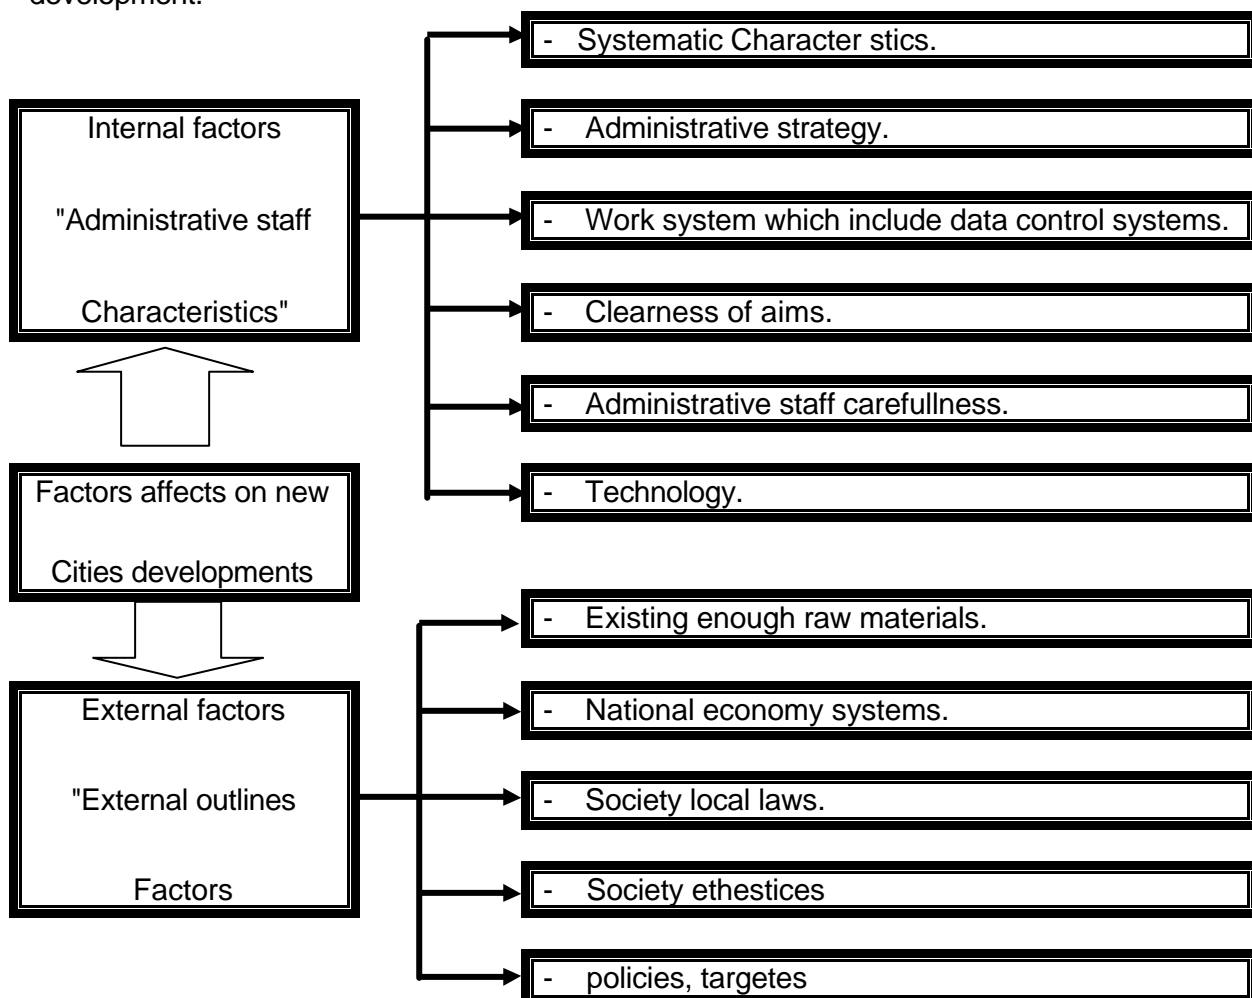 development.
- Systematic Character stics.
Internal factors
"Administrative staff
Characteristics"
- Administrative strategy.
- Work system which include data control systems.
- Clearness of aims.
- Administrative staff carefullness.
- Technology.
Factors affects on new
Cities developments
- Existing enough raw materials.
External factors
"External outlines
Factors
- National economy systems.
- Society local laws.
- Society ethestices
- policies, targetes